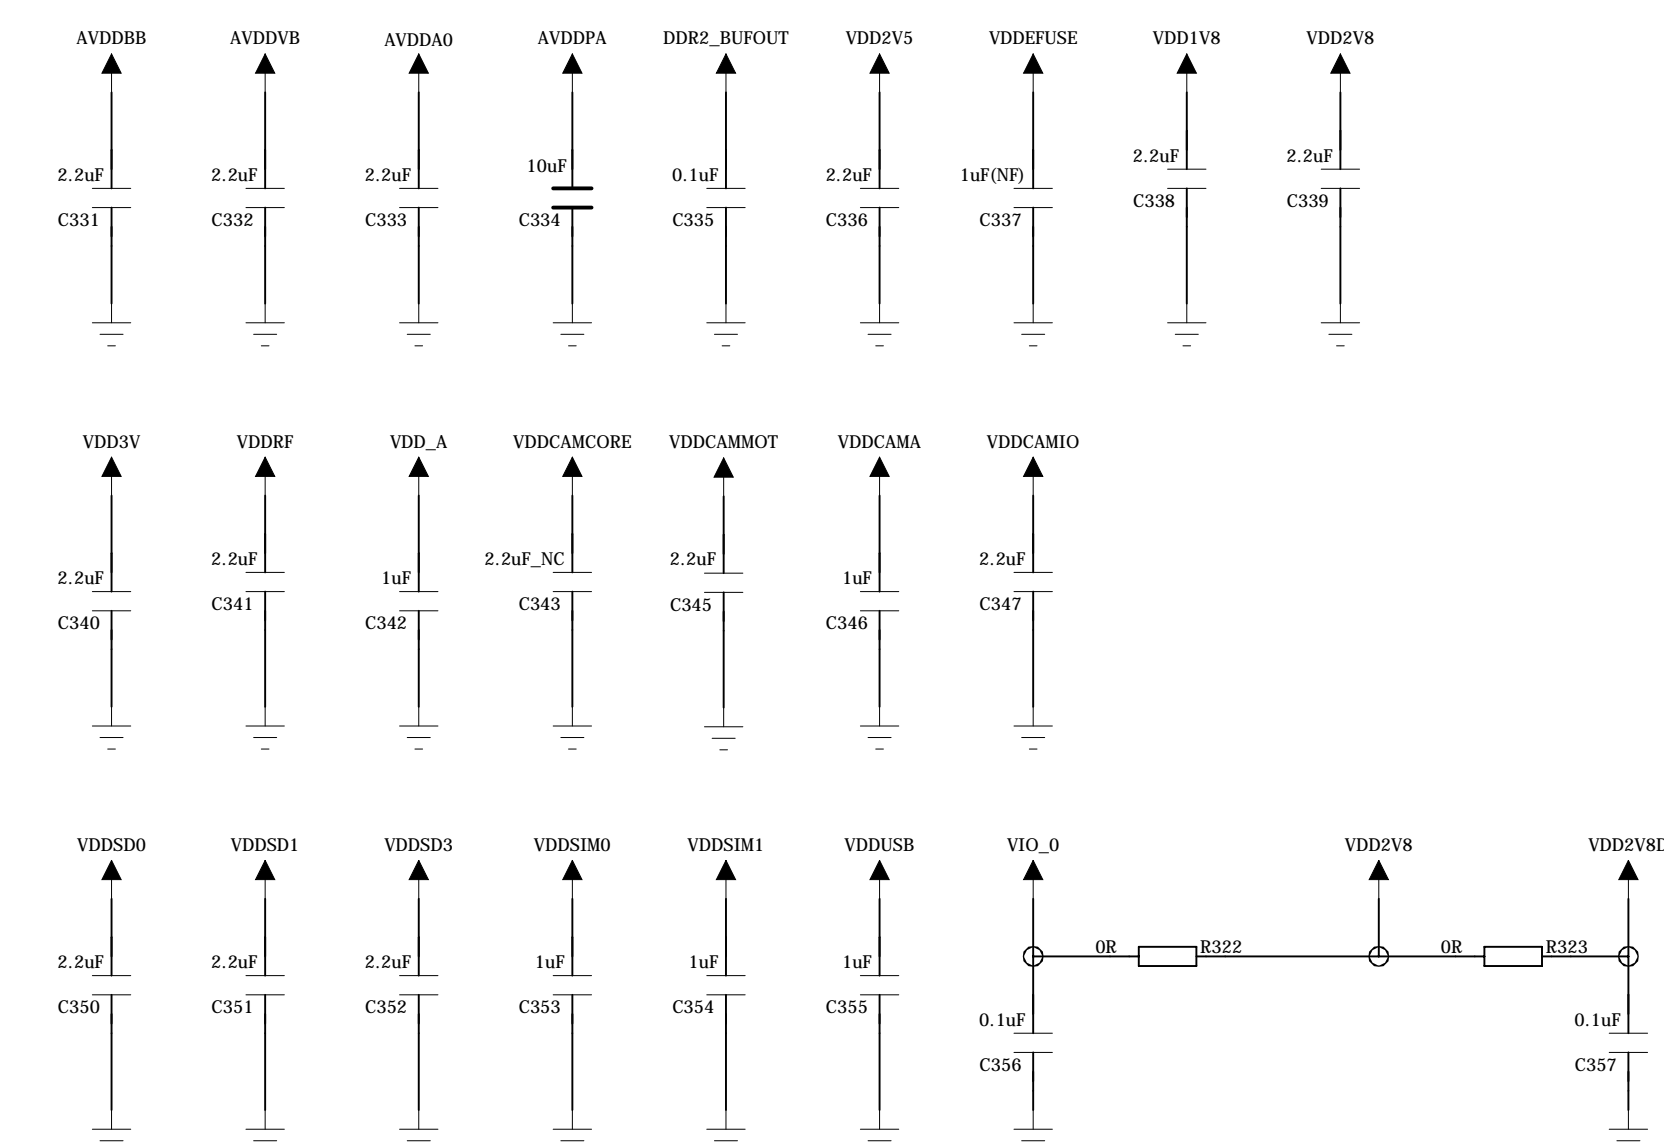 AVDDBB AVDDVB AVDDA0 AVDDPA DDR2_BUFOUT VDD2V5 VDDEFUSE VDD1V8 VDD2V8
2.2uF 2.2uF 2.2uF 10uF 0.1uF 2.2uF 1uF(NF) 2.2uF 2.2uF
C331 C332 C333 C334 C335 C336 C337 C338 C339
VDD3V VDDRF VDD_A VDDCAMCORE VDDCAMMOT VDDCAMA VDDCAMIO
2.2uF 2.2uF 1uF 2.2uF_NC 2.2uF 1uF 2.2uF
C340 C341 C342 C343 C345 C346 C347
VDDSD0 VDDSD1 VDDSD3 VDDSIM0 VDDSIM1 VDDUSB VIO_0 VDD2V8 VDD2V8D
0R R322 0R R323
2.2uF 2.2uF 2.2uF 1uF 1uF 1uF
C350 C351 C352 C353 C354 C355
0.1uF 0.1uF
C356 C357